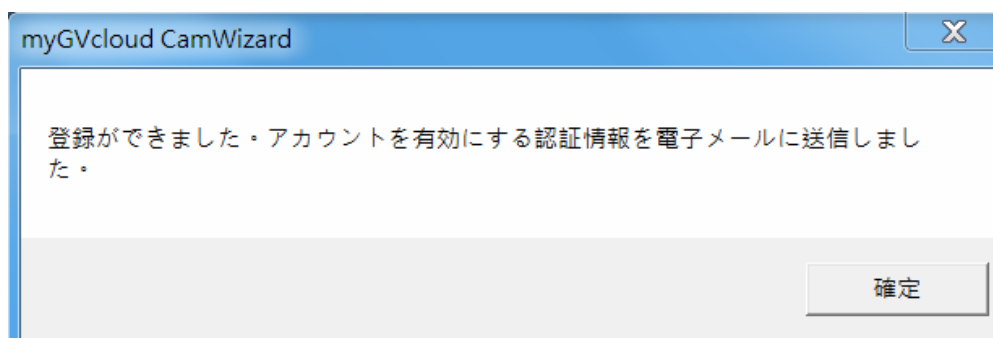 myGVcloud CamWizard
登録ができました。アカウントを有効にする認証情報を電子メールに送信しまし
た。
確定